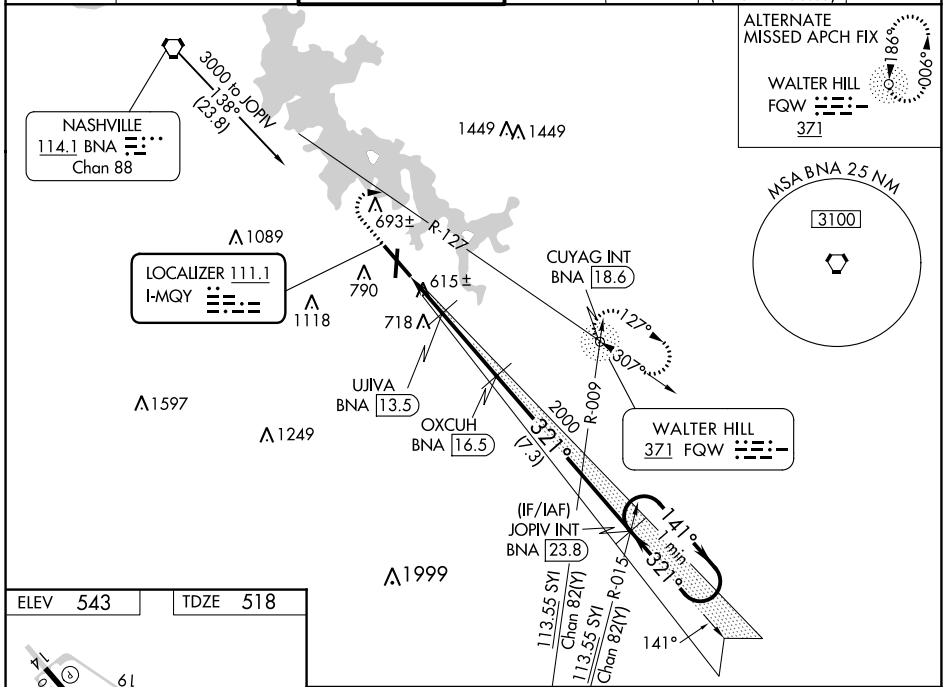 ALTERNATE
MISSED APCH FIX
186°
006°
WALTER HILL
FQW
371
3000 to JOPIV
138°
(23.8)
NASHVILLE
114.1 BNA
Chan 88
1449 1449
MSA BNA 25 NM
3100
693±
R-127
1089
LOCALIZER 111.1
I-MQY
790
615±
1118
718
CUYAG INT
BNA 18.6
127°
307°
UJIVA
BNA 13.5
1597
OXCUH
BNA 16.5
1249
2000
321°
(7.3)
R-009
WALTER HILL
371 FQW
(IF/IAF)
JOPIV INT
BNA 23.8
141°
1 min
321°
1999
113.55 SYI
Chan 82(Y)
113.55 SYI
Chan 82(Y)
R-015
141°
ELEV 543
TDZE 518
14
P
19